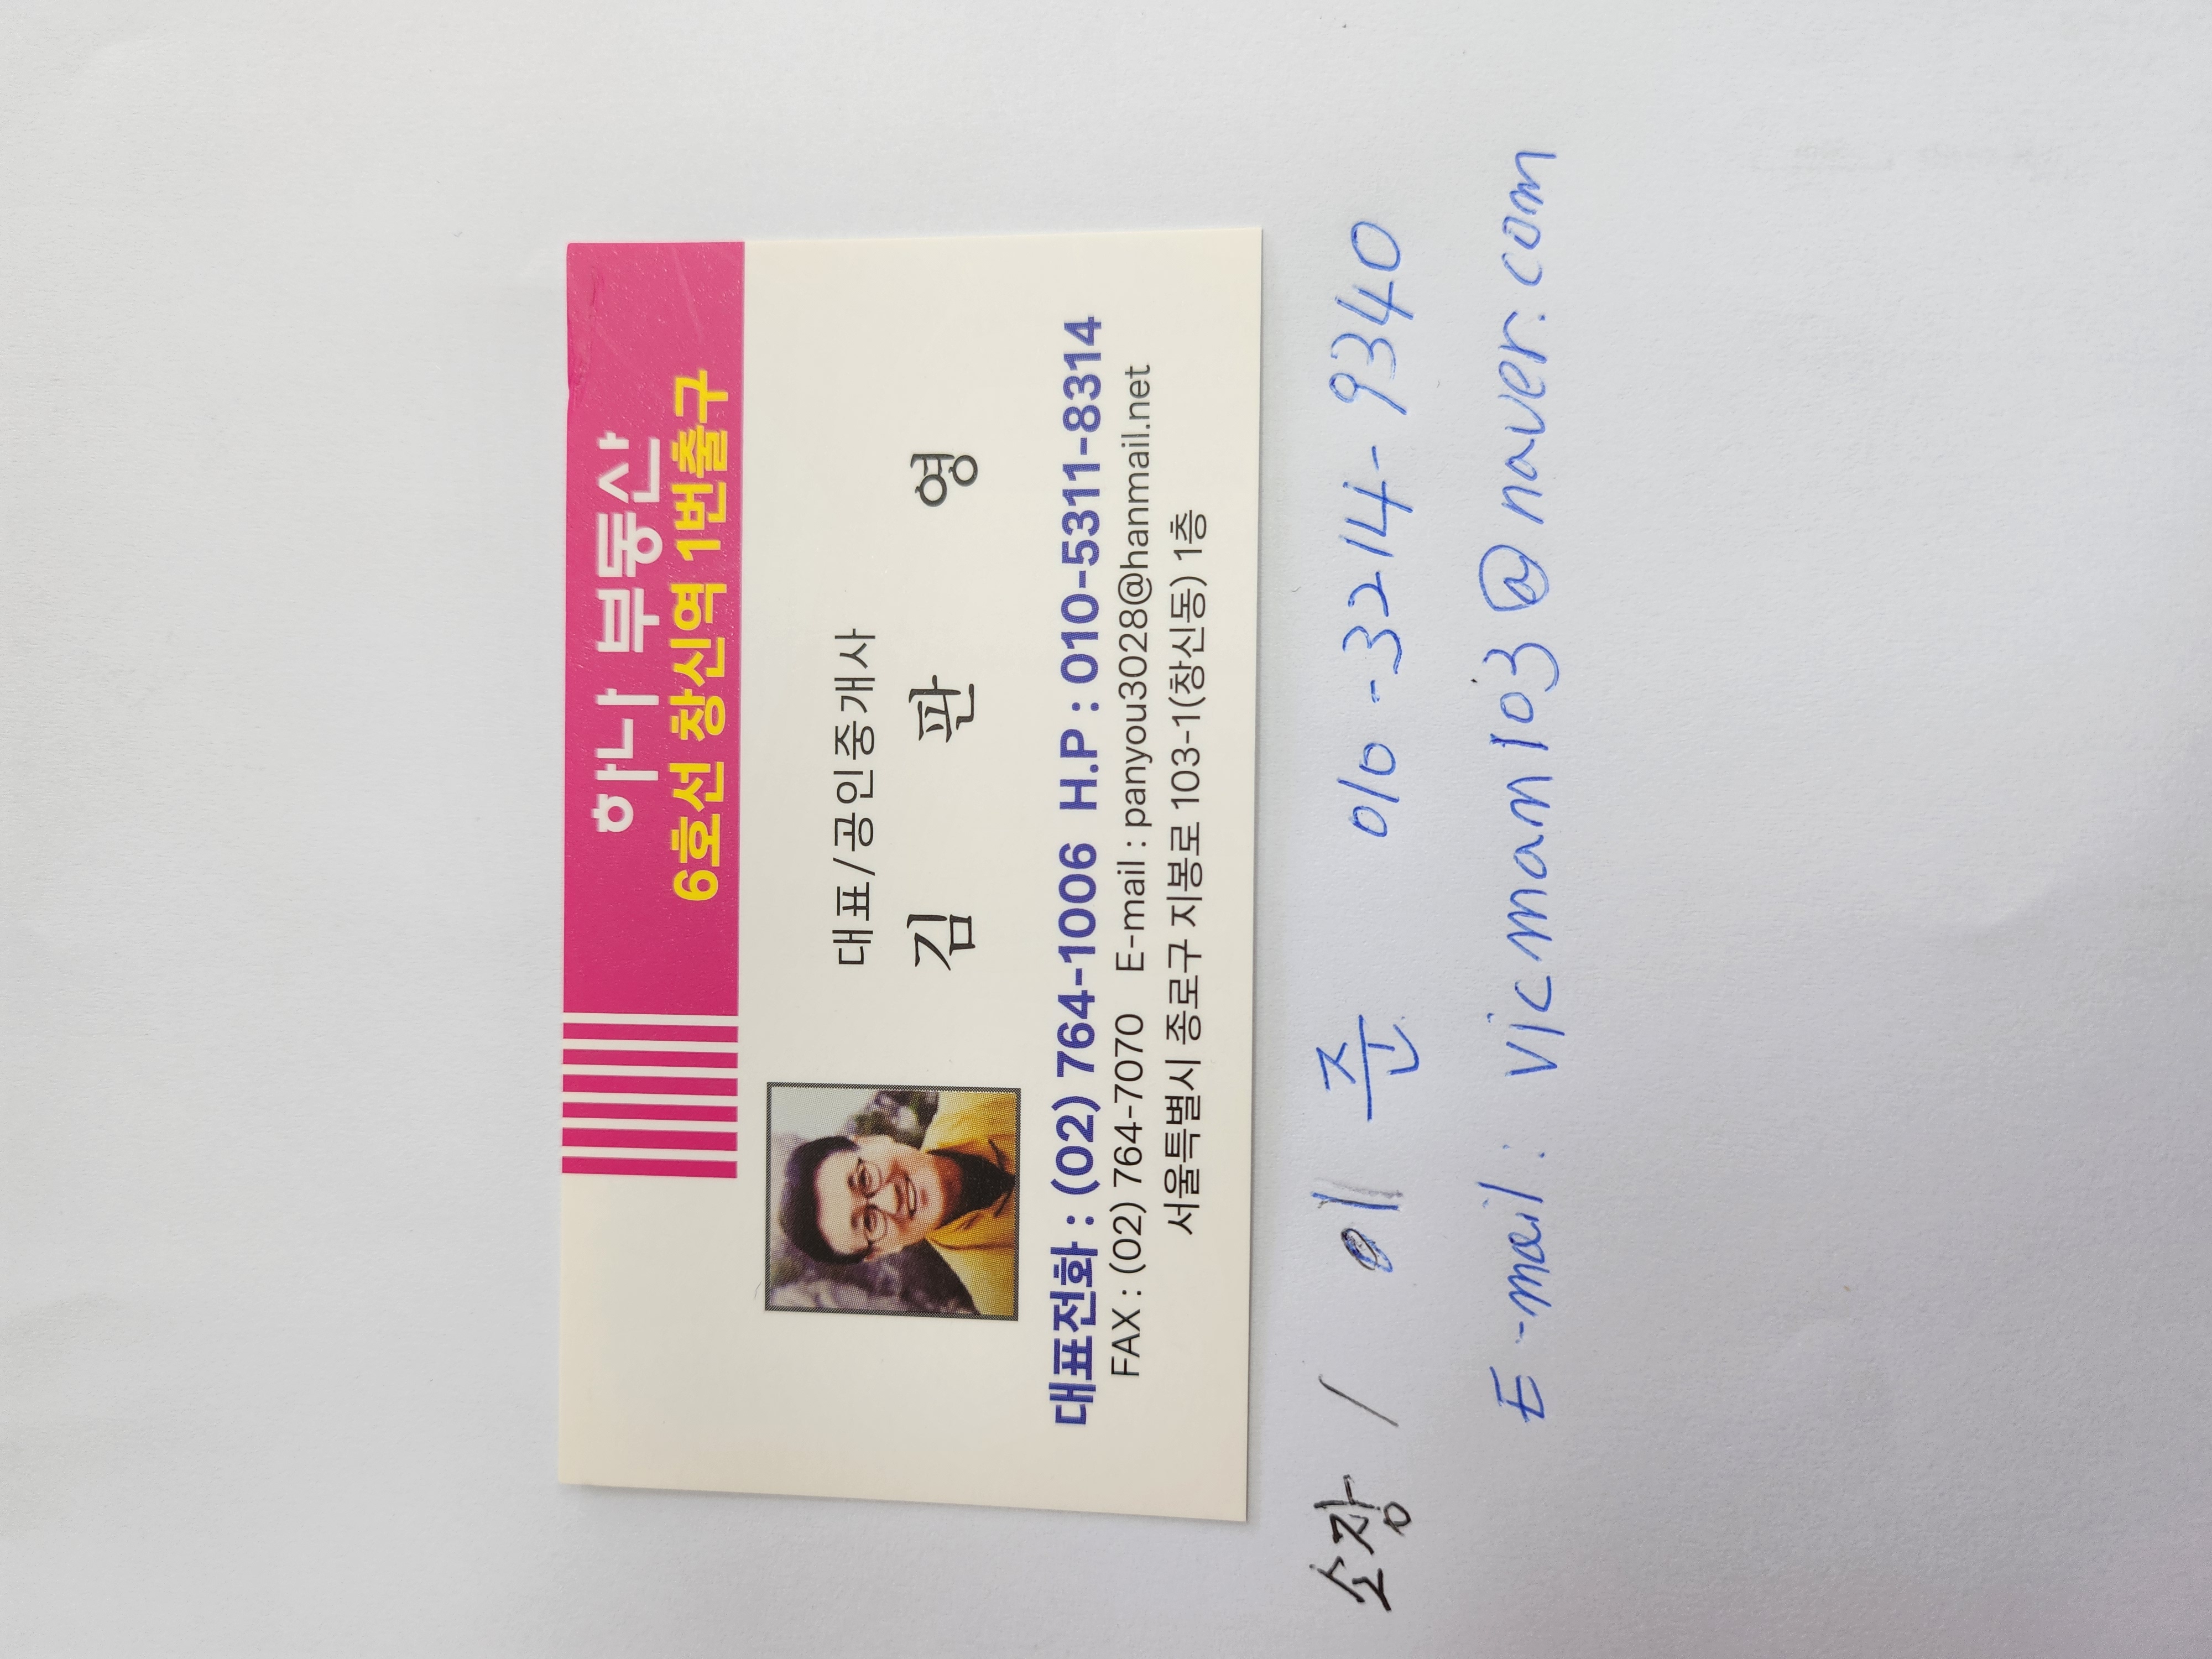 하나 부동산
6호선 창신역 1번출구
대표/공인중개사
김 판 영
대표전화 : (02) 764-1006 H.P : 010-5311-8314
FAX : (02) 764-7070 E-mail : panyou3028@hanmail.net
서울특별시 종로구 지봉로 103-1(창신동) 1층
소장 / 이 준 010-3214-9340
E-mail : vicmam103@naver.com